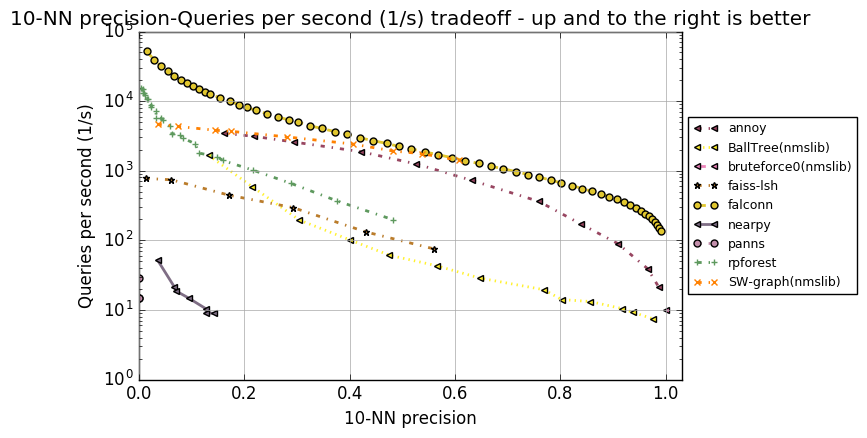 10-NN precision-Queries per second (1/s) tradeoff - up and to the right is better
10^5
10^4
10^3
10^2
10^1
10^0
Queries per second (1/s)
0.0 0.2 0.4 0.6 0.8 1.0
10-NN precision
annoy
BallTree(nmslib)
bruteforce0(nmslib)
faiss-lsh
falconn
nearpy
panns
rpforest
SW-graph(nmslib)